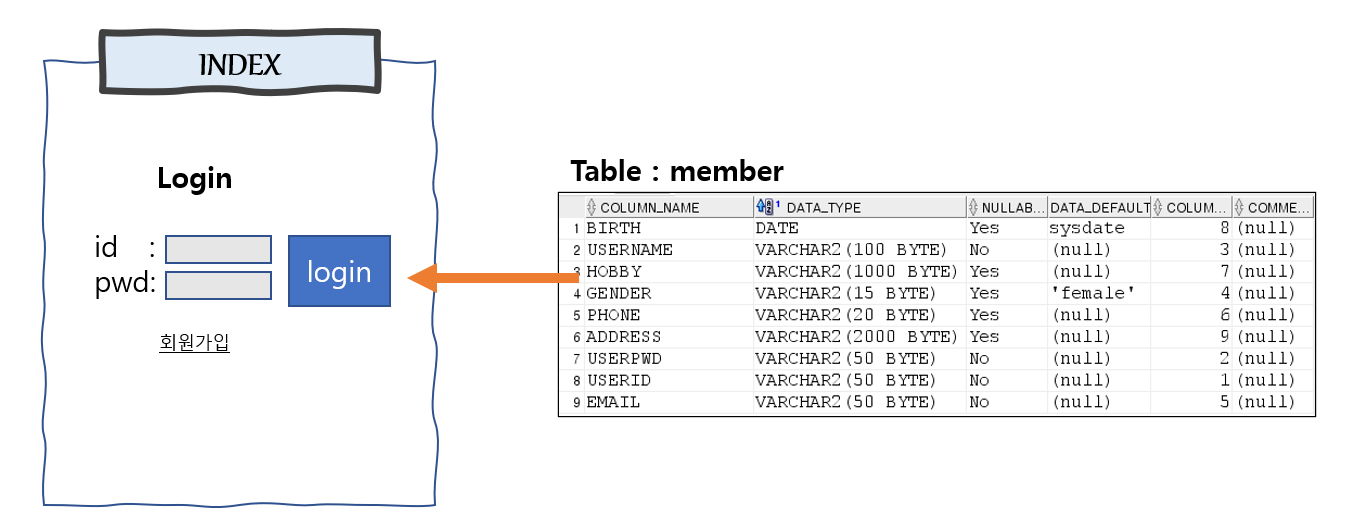 INDEX
Login
id :
pwd:
login
회원가입
Table : member
COLUMN_NAME 1 DATA_TYPE NULLAB... DATA_DEFAULT COLUM... COMME...
1 BIRTH DATE Yes sysdate 8 (null)
2 USERNAME VARCHAR2(100 BYTE) No (null) 3 (null)
3 HOBBY VARCHAR2(1000 BYTE) Yes (null) 7 (null)
4 GENDER VARCHAR2(15 BYTE) Yes 'female' 4 (null)
5 PHONE VARCHAR2(20 BYTE) Yes (null) 6 (null)
6 ADDRESS VARCHAR2(2000 BYTE) Yes (null) 9 (null)
7 USERPWD VARCHAR2(50 BYTE) No (null) 2 (null)
8 USERID VARCHAR2(50 BYTE) No (null) 1 (null)
9 EMAIL VARCHAR2(50 BYTE) No (null) 5 (null)